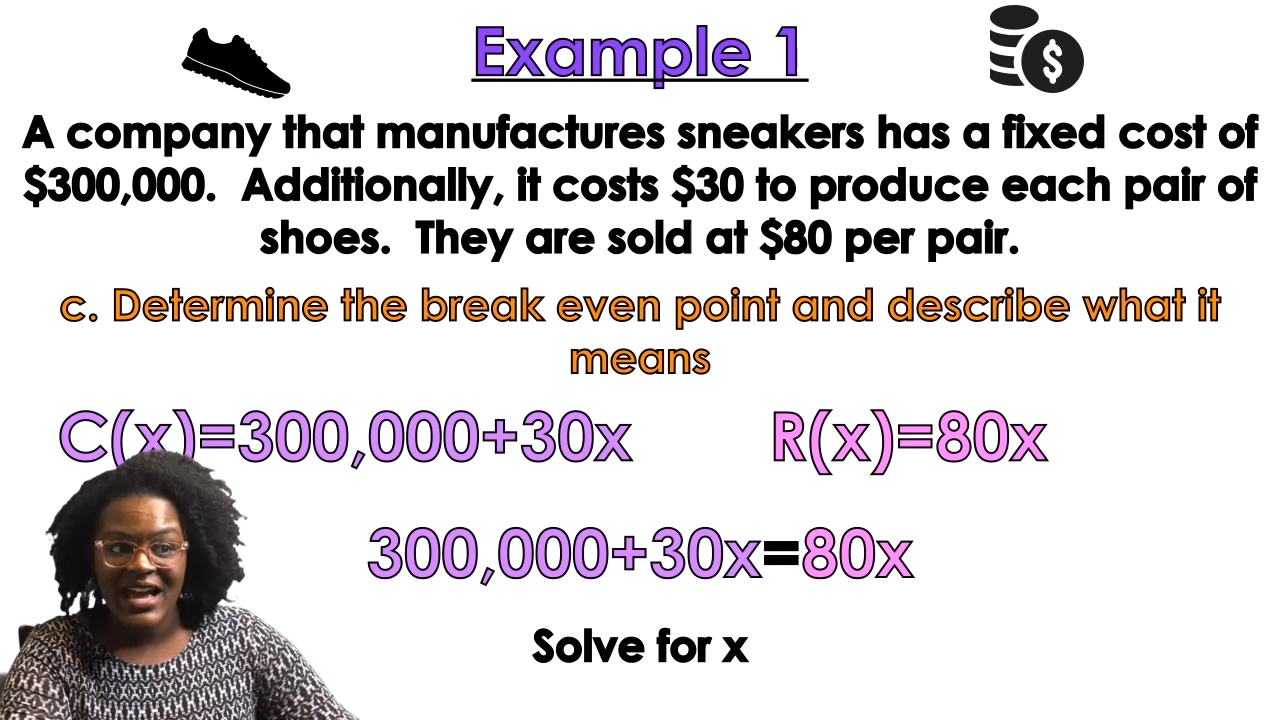 Example 1
$
A company that manufactures sneakers has a fixed cost of
$300,000. Additionally, it costs $30 to produce each pair of
shoes. They are sold at $80 per pair.
c. Determine the break even point and describe what it
means
C(x)=300,000+30x R(x)=80x
300,000+30x=80x
Solve for x